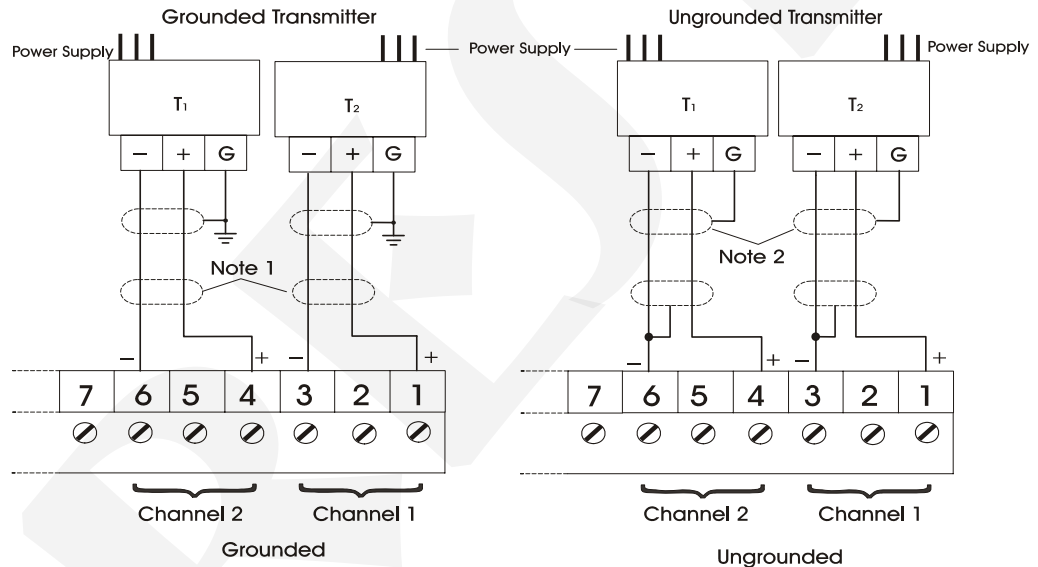 Grounded Transmitter
Ungrounded Transmitter
Power Supply
Power Supply
Power Supply
T1
T2
T1
T2
− + G
− + G
− + G
− + G
Note 1
Note 2
− + − +
− + − +
7 6 5 4 3 2 1
7 6 5 4 3 2 1
Channel 2
Channel 1
Channel 2
Channel 1
Grounded
Ungrounded